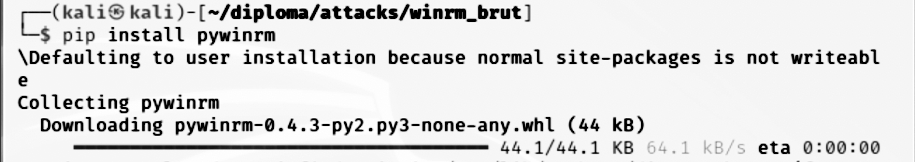 ┌──(kali㉿kali)-[~/diploma/attacks/winrm_brut]
└─$ pip install pywinrm
\Defaulting to user installation because normal site-packages is not writeabl
e
Collecting pywinrm
  Downloading pywinrm-0.4.3-py2.py3-none-any.whl (44 kB)
     ━━━━━━━━━━━━━━━━━━━━━━━━━━━━━━━━━━━━━━━━ 44.1/44.1 KB 64.1 kB/s eta 0:00:00